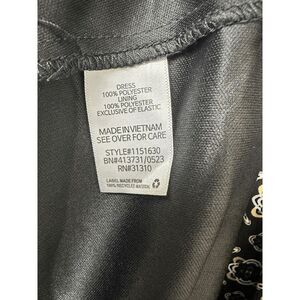 DRESS
100% POLYESTER
LINING
100% POLYESTER
EXCLUSIVE OF ELASTIC
MADE IN VIETNAM
SEE OVER FOR CARE
STYLE#1151630
BN#413731/0523
RN#31310
LABEL MADE FROM
100% RECYCLED MATERIAL